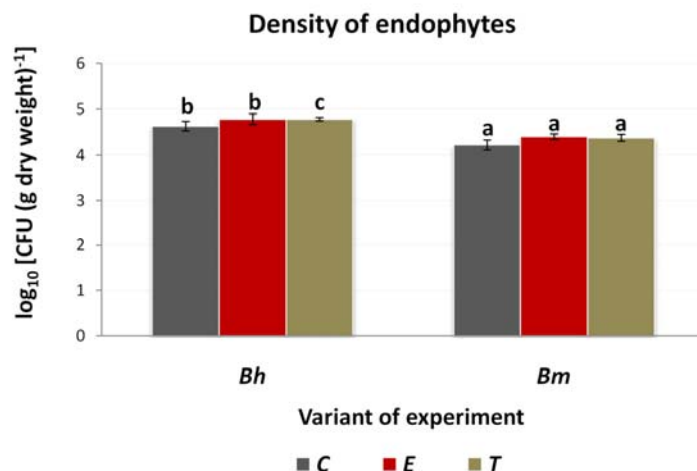 Density of endophytes
log₁₀ [CFU (g dry weight)⁻¹
6
5
4
3
2
1
0
b b c
a a a
Bh Bm
Variant of experiment
C E T